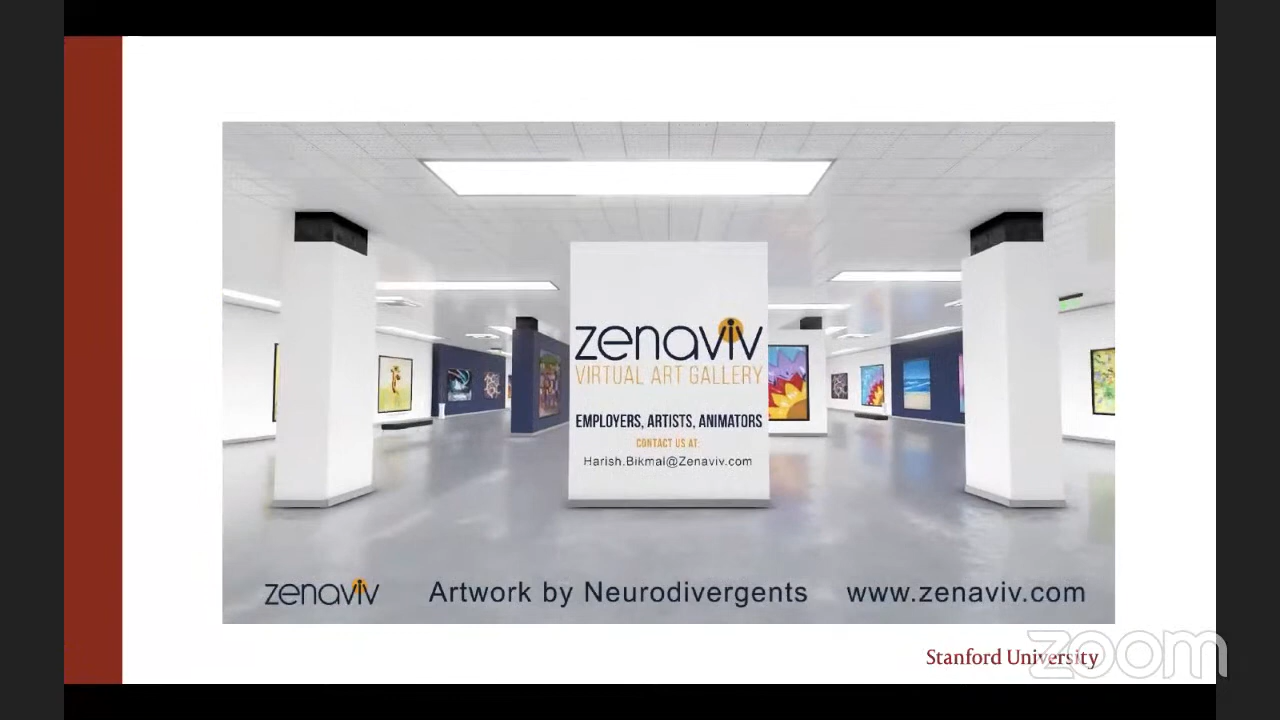 zenaviv
VIRTUAL ART GALLERY
EMPLOYERS, ARTISTS, ANIMATORS
CONTACT US AT:
Harish.Bikmal@Zenaviv.com
zenaviv Artwork by Neurodivergents www.zenaviv.com
Stanford University
zoom